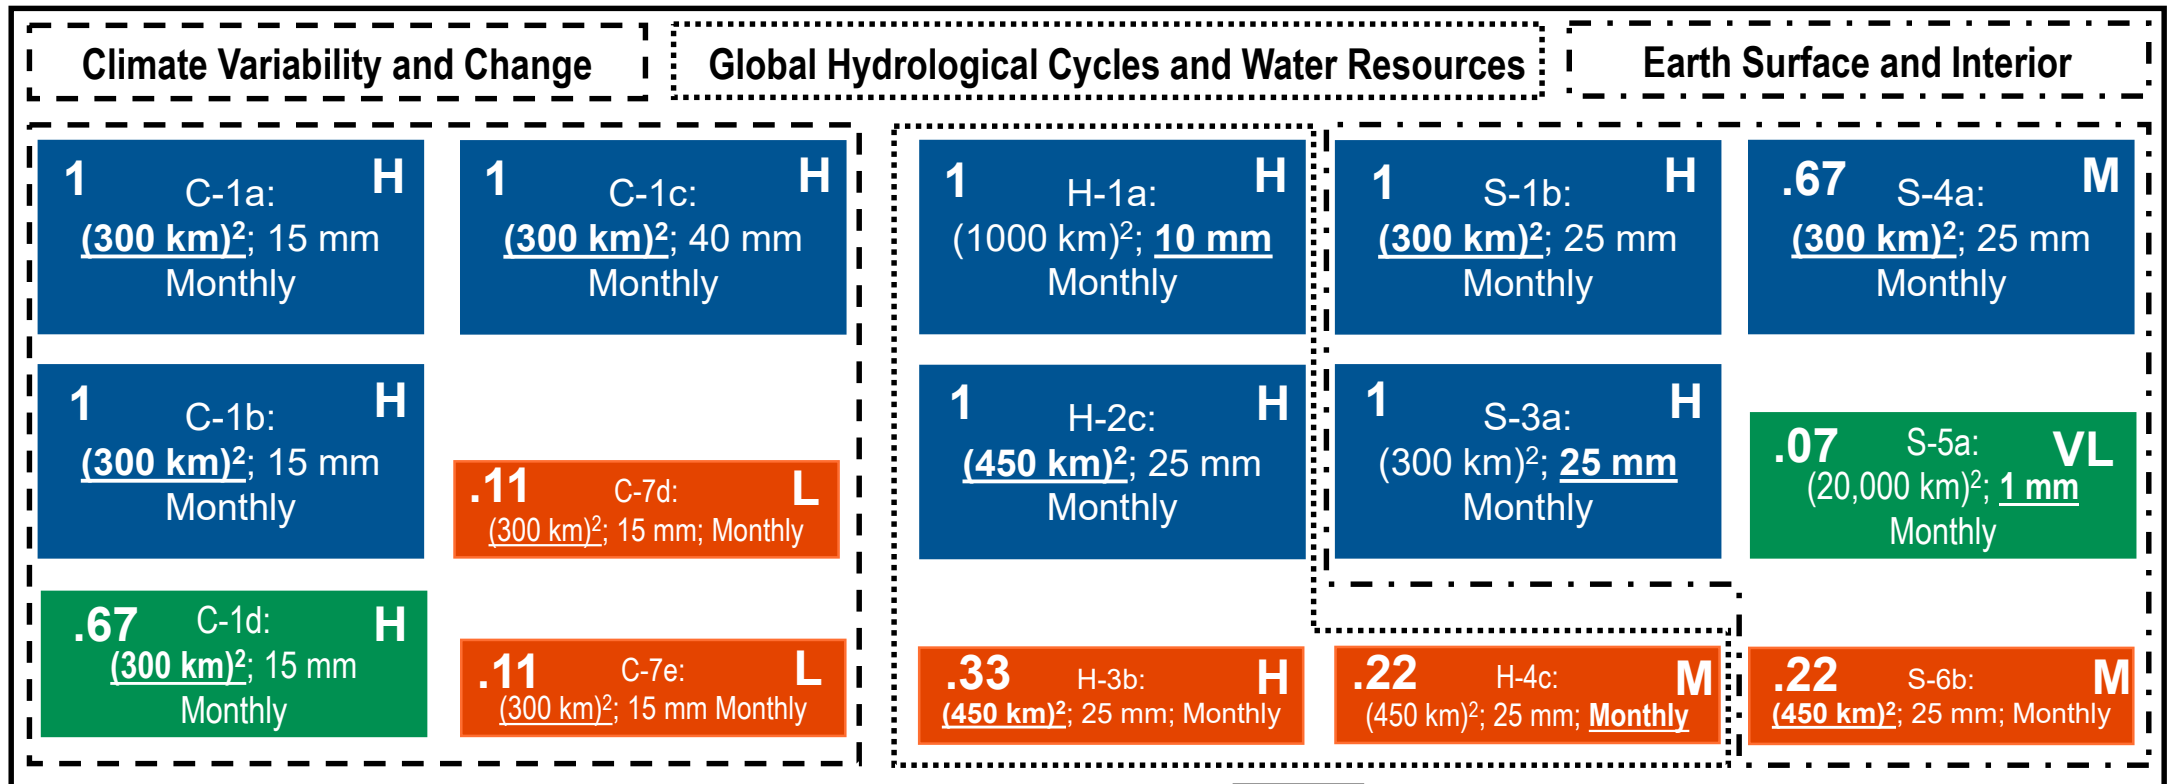 Climate Variability and Change
Global Hydrological Cycles and Water Resources
Earth Surface and Interior
1 C-1a: H
(300 km)²; 15 mm
Monthly
1 C-1c: H
(300 km)²; 40 mm
Monthly
1 H-1a: H
(1000 km)²; 10 mm
Monthly
1 S-1b: H
(300 km)²; 25 mm
Monthly
.67 S-4a: M
(300 km)²; 25 mm
Monthly
1 C-1b: H
(300 km)²; 15 mm
Monthly
.11 C-7d: L
(300 km)²; 15 mm; Monthly
1 H-2c: H
(450 km)²; 25 mm
Monthly
1 S-3a: H
(300 km)²; 25 mm
Monthly
.07 S-5a: VL
(20,000 km)²; 1 mm
Monthly
.67 C-1d: H
(300 km)²; 15 mm
Monthly
.11 C-7e: L
(300 km)²; 15 mm Monthly
.33 H-3b: H
(450 km)²; 25 mm; Monthly
.22 H-4c: M
(450 km)²; 25 mm; Monthly
.22 S-6b: M
(450 km)²; 25 mm; Monthly